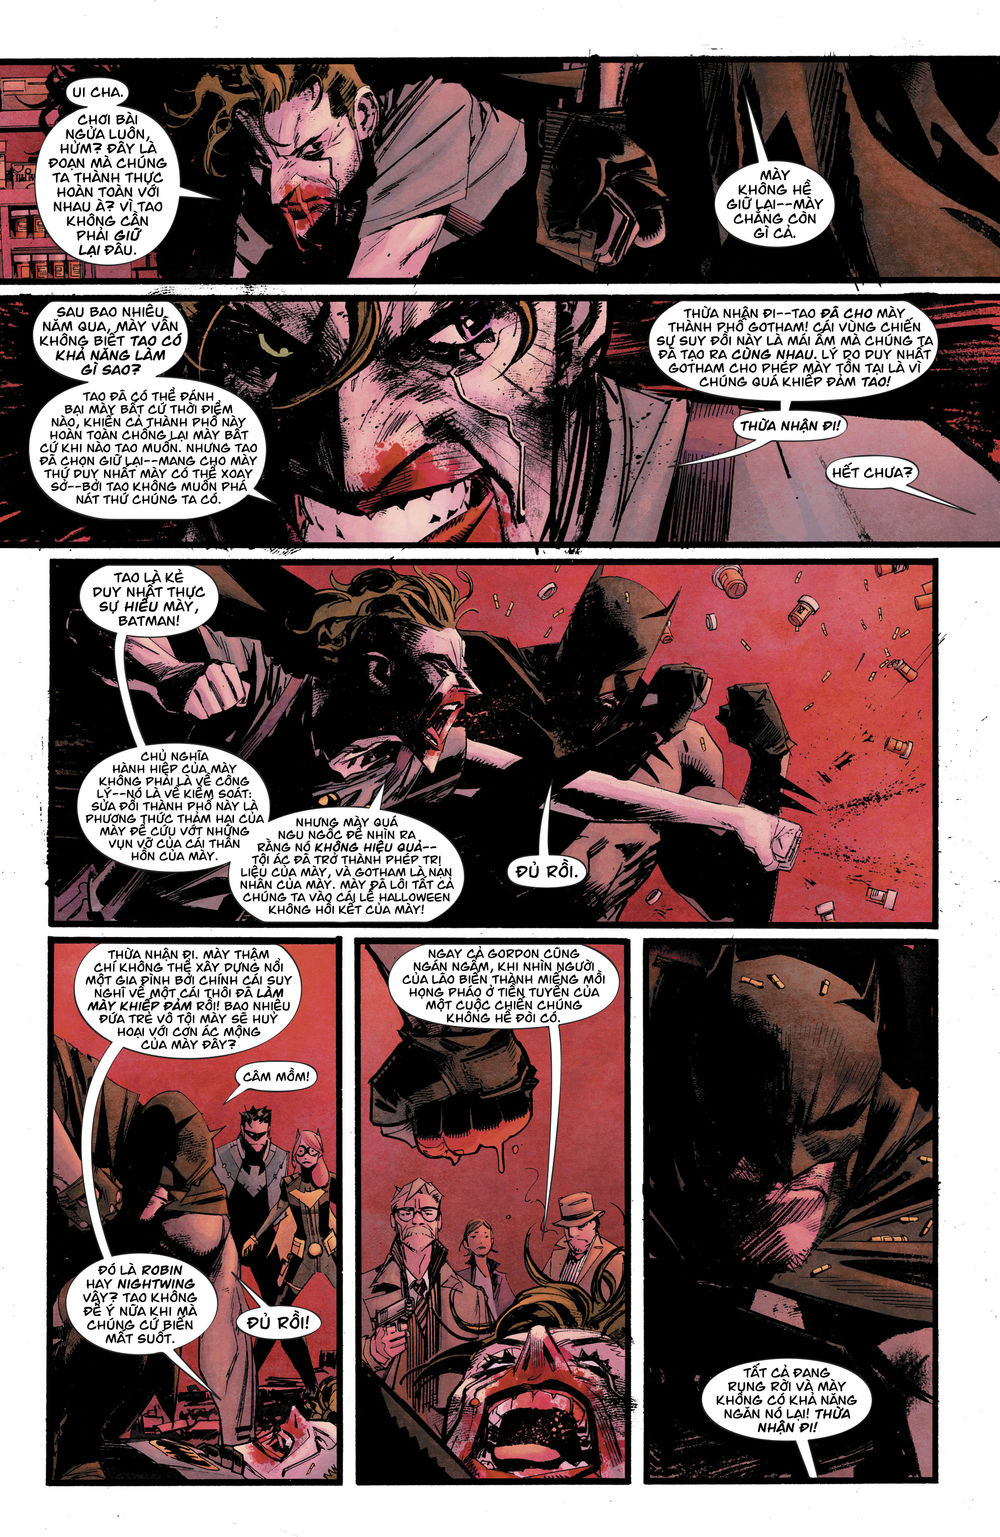 UI CHA.
CHƠI BÀI
NGỬA LUÔN,
HỬM? ĐÂY LÀ
ĐOẠN MÀ CHÚNG
TA THÀNH THỰC
HOÀN TOÀN VỚI
NHAU À? VÌ TAO
KHÔNG CẦN
PHẢI GIỮ
LẠI ĐÂU.
MÀY
KHÔNG HỀ
GIỮ LẠI--MÀY
CHẲNG CÒN
GÌ CẢ.
SAU BAO NHIÊU
NĂM QUA, MÀY VẪN
KHÔNG BIẾT TAO CÓ
KHẢ NĂNG LÀM
GÌ SAO?
TAO ĐÃ CÓ THỂ ĐÁNH
BẠI MÀY BẤT CỨ THỜI ĐIỂM
NÀO, KHIẾN CẢ THÀNH PHỐ NÀY
HOÀN TOÀN CHỐNG LẠI MÀY BẤT
CỨ KHI NÀO TAO MUỐN. NHƯNG TAO
ĐÃ CHỌN GIỮ LẠI--MANG CHO MÀY
THỨ DUY NHẤT MÀY CÓ THỂ XOAY
SỞ--BỞI TAO KHÔNG MUỐN PHÁ
NÁT THỨ CHÚNG TA CÓ.
THỪA NHẬN ĐI--TAO ĐÃ CHO MÀY
THÀNH PHỐ GOTHAM! CÁI VÙNG CHIẾN
SỰ SUY ĐỒI NÀY LÀ MÁI ẤM MÀ CHÚNG TA
ĐÃ TẠO RA CÙNG NHAU. LÝ DO DUY NHẤT
GOTHAM CHO PHÉP MÀY TỒN TẠI LÀ VÌ
CHÚNG QUÁ KHIẾP ĐẢM TAO!
THỪA NHẬN ĐI!
HẾT CHƯA?
TAO LÀ KẺ
DUY NHẤT THỰC
SỰ HIỂU MÀY,
BATMAN!
CHỦ NGHĨA
HÀNH HIỆP CỦA MÀY
KHÔNG PHẢI LÀ VỀ CÔNG
LÝ--NÓ LÀ VỀ KIỂM SOÁT:
SỬA ĐỔI THÀNH PHỐ NÀY LÀ
PHƯƠNG THỨC THẢM HẠI CỦA
MÀY ĐỂ CỨU VỚT NHỮNG
VỤN VỠ CỦA CÁI THẦN
HỒN CỦA MÀY.
NHƯNG MÀY QUÁ
NGU NGỐC ĐỂ NHÌN RA
RẰNG NÓ KHÔNG HIỆU QUẢ--
TỘI ÁC ĐÃ TRỞ THÀNH PHÉP TRỊ
LIỆU CỦA MÀY, VÀ GOTHAM LÀ NẠN
NHÂN CỦA MÀY. MÀY ĐÃ LÔI TẤT CẢ
CHÚNG TA VÀO CÁI LỄ HALLOWEEN
KHÔNG HỒI KẾT CỦA MÀY!
ĐỦ RỒI.
THỪA NHẬN ĐI. MÀY THẬM
CHÍ KHÔNG THỂ XÂY DỰNG NỔI
MỘT GIA ĐÌNH BỞI CHÍNH CÁI SUY
NGHĨ VỀ MỘT CÁI THÔI ĐÃ LÀM
MÀY KHIẾP ĐẢM RỒI! BAO NHIÊU
ĐỨA TRẺ VÔ TỘI MÀY SẼ HUỶ
HOẠI VỚI CƠN ÁC MỘNG
CỦA MÀY ĐÂY?
CÂM MỒM!
ĐÓ LÀ ROBIN
HAY NIGHTWING
VẬY? TAO KHÔNG
ĐỂ Ý NỮA KHI MÀ
CHÚNG CỨ BIẾN
MẤT SUỐT.
ĐỦ RỒI!
NGAY CẢ GORDON CŨNG
NGÁN NGẨM, KHI NHÌN NGƯỜI
CỦA LÃO BIẾN THÀNH MIẾNG MỒI
HỌNG PHÁO Ở TIỀN TUYẾN CỦA
MỘT CUỘC CHIẾN CHÚNG
KHÔNG HỀ ĐÒI CÓ.
TẤT CẢ ĐANG
RỤNG RỜI VÀ MÀY
KHỔNG CÓ KHẢ NĂNG
NGĂN NÓ LẠI! THỪA
NHẬN ĐI!